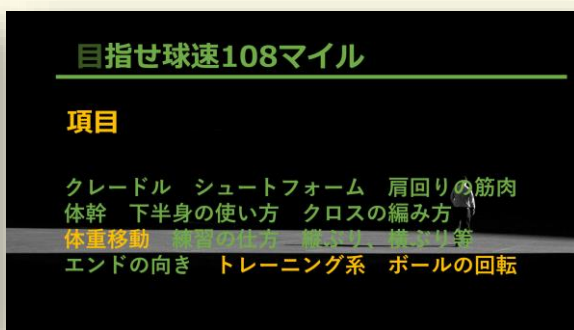 目指せ球速108マイル
項目
クレードル シュートフォーム 肩回りの筋肉
体幹 下半身の使い方 クロスの編み方
体重移動 練習の仕方 縦ぶり、横ぶり等
エンドの向き トレーニング系 ボールの回転